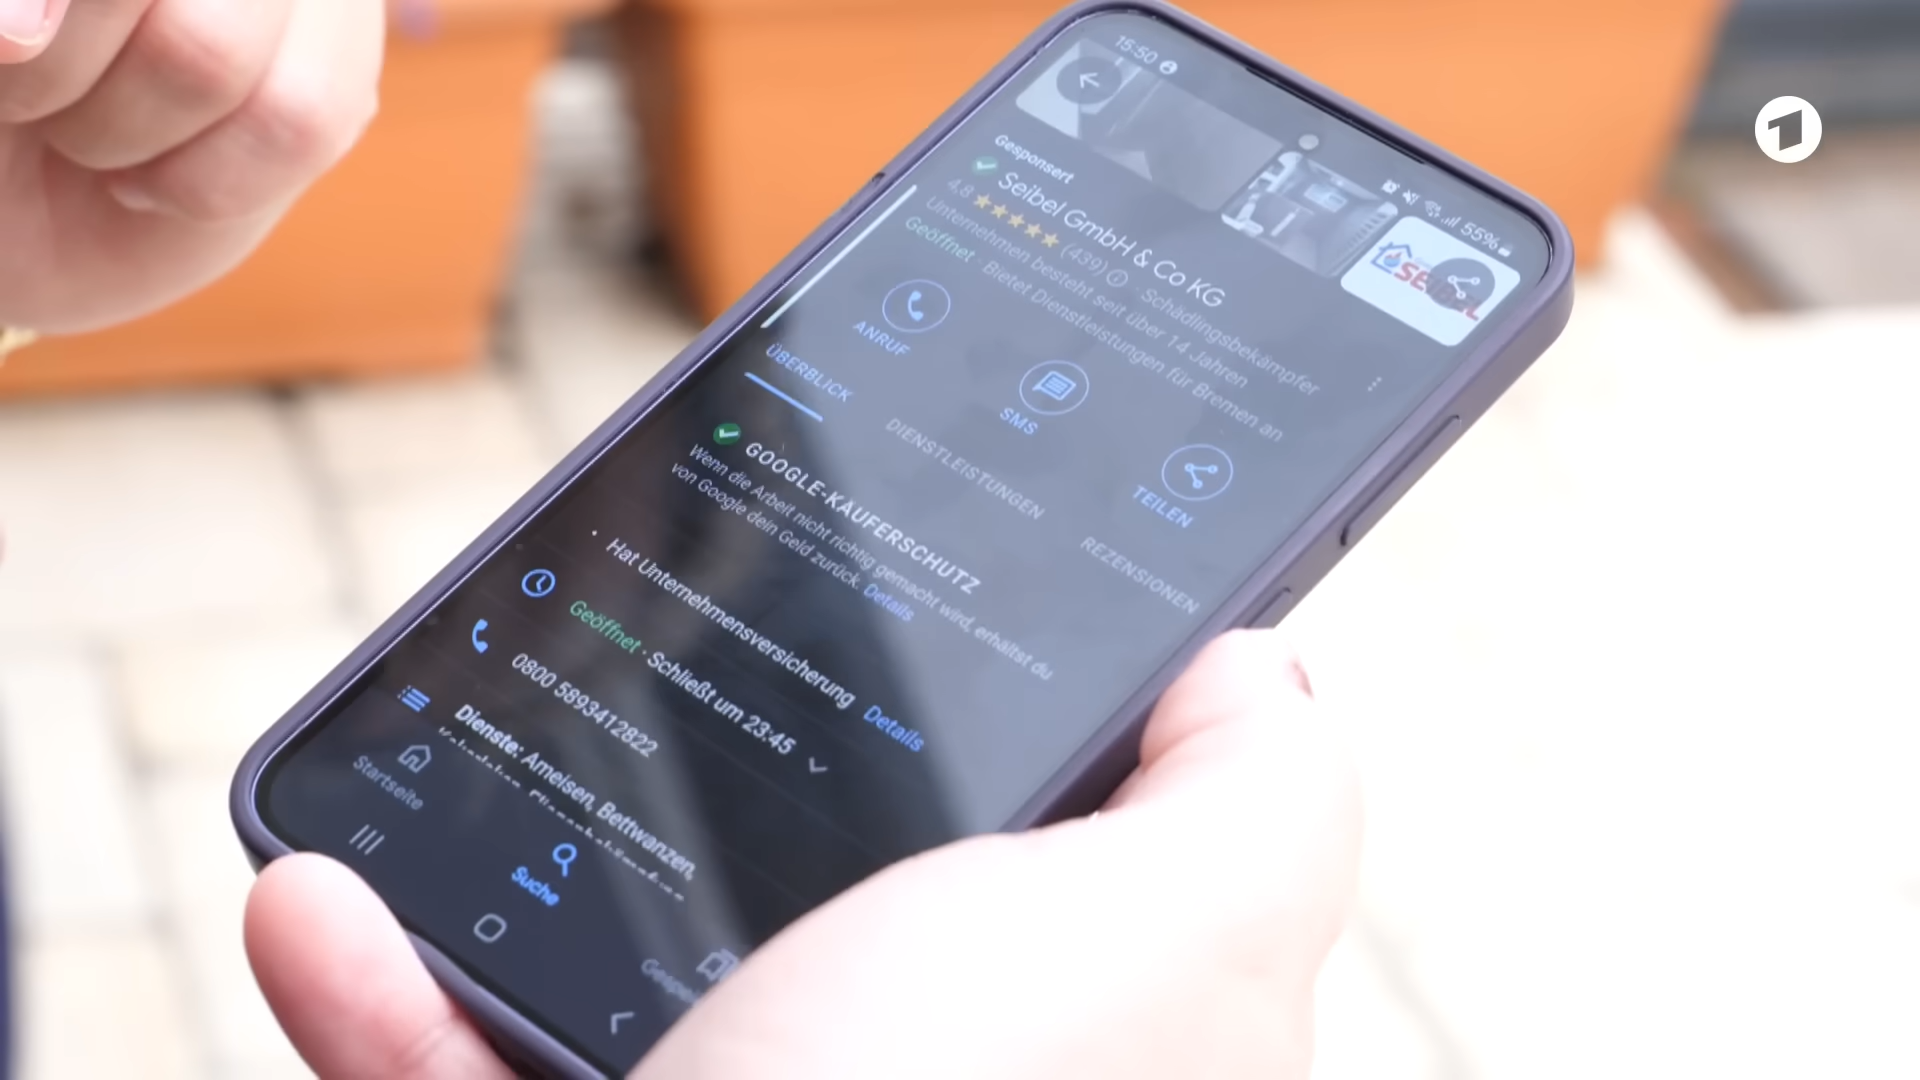 15:50
55%
SEIBEL
Gesponsert
Seibel GmbH & Co KG
4,8 ★★★★★ (439) · Schädlingsbekämpfer
Unternehmen besteht seit über 14 Jahren
Geöffnet · Bietet Dienstleistungen für Bremen an
ANRUF
SMS
TEILEN
ÜBERBLICK
DIENSTLEISTUNGEN
REZENSIONEN
GOOGLE-KÄUFERSCHUTZ
Wenn die Arbeit nicht richtig gemacht wird, erhältst du
von Google dein Geld zurück. Details
· Hat Unternehmensversicherung Details
Geöffnet · Schließt um 23:45
0800 5893412822
Dienste: Ameisen, Bettwanzen,
Startseite
Suche